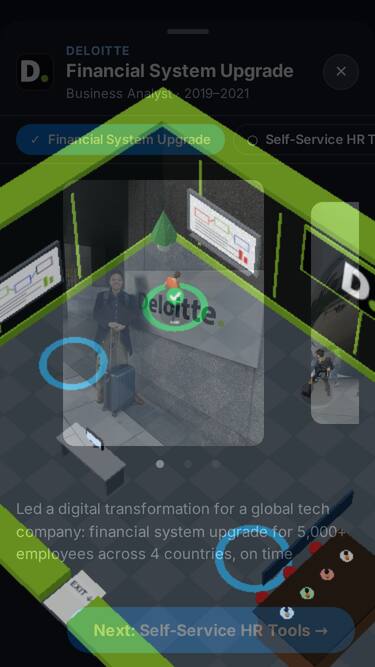 DELOITTE
D.
Financial System Upgrade
Business Analyst · 2019–2021
✓ Financial System Upgrade
Self-Service HR T
D
Deloitte.
Led a digital transformation for a global tech
company: financial system upgrade for 5,000+
employees across 4 countries, on time
EXIT
Next: Self-Service HR Tools →